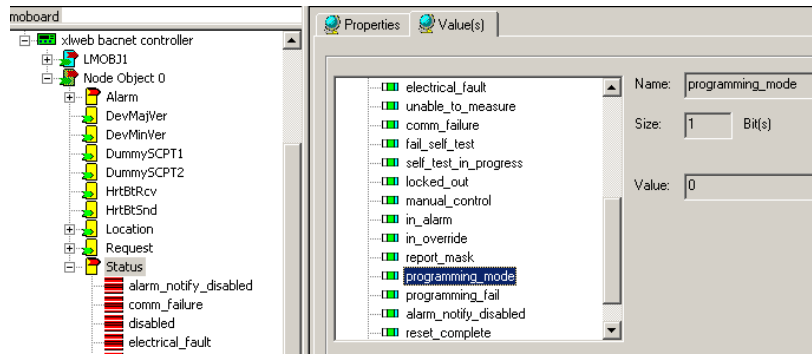 moboard
xlweb bacnet controller
LMOBJ1
Node Object 0
Alarm
DevMajVer
DevMinVer
DummySCPT1
DummySCPT2
HrtBtRcv
HrtBtSnd
Location
Request
Status
alarm_notify_disabled
comm_failure
disabled
electrical_fault
Properties
Value(s)
electrical_fault
unable_to_measure
comm_failure
fail_self_test
self_test_in_progress
locked_out
manual_control
in_alarm
in_override
report_mask
programming_mode
programming_fail
alarm_notify_disabled
reset_complete
Name: programming_mode
Size: 1 Bit(s)
Value: 0